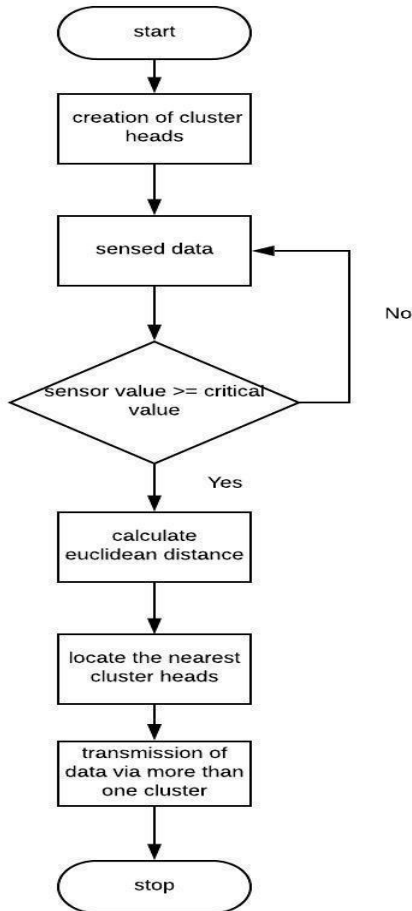 start
creation of cluster
heads
sensed data
No
sensor value >= critical
value
Yes
calculate
euclidean distance
locate the nearest
cluster heads
transmission of
data via more than
one cluster
stop